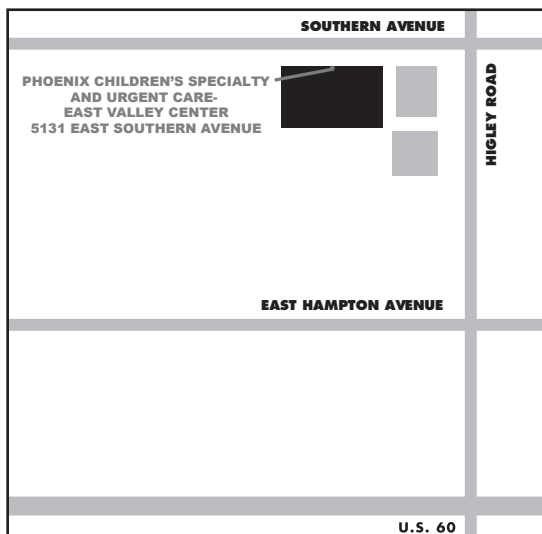 SOUTHERN AVENUE
PHOENIX CHILDREN'S SPECIALTY
AND URGENT CARE-
EAST VALLEY CENTER
5131 EAST SOUTHERN AVENUE
HIGLEY ROAD
EAST HAMPTON AVENUE
U.S. 60